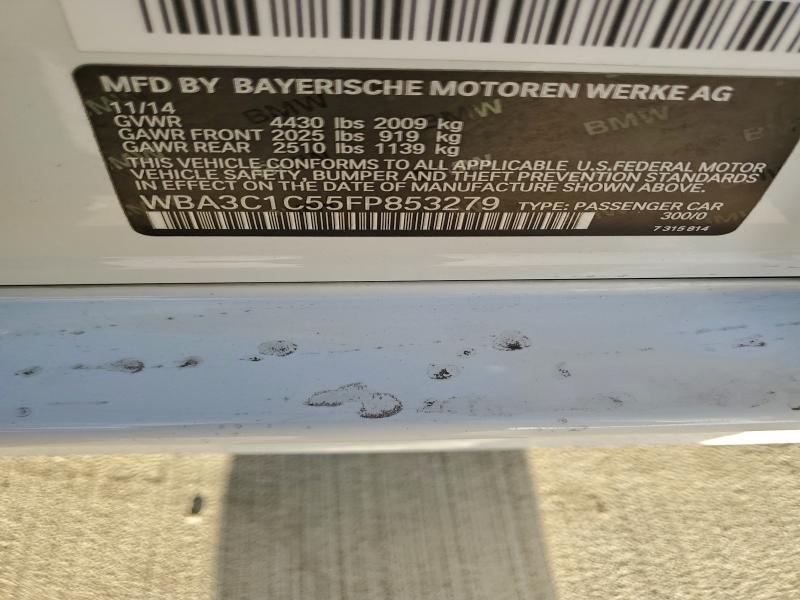 MFD BY BAYERISCHE MOTOREN WERKE AG
11/14
GVWR 4430 lbs 2009 kg
GAWR FRONT 2025 lbs 919 kg
GAWR REAR 2510 lbs 1139 kg
THIS VEHICLE CONFORMS TO ALL APPLICABLE U.S.FEDERAL MOTOR
VEHICLE SAFETY, BUMPER AND THEFT PREVENTION STANDARDS
IN EFFECT ON THE DATE OF MANUFACTURE SHOWN ABOVE.
WBA3C1C55FP853279 TYPE: PASSENGER CAR
300/0
7 315 814
BMW
BMW
BMW